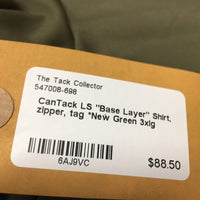 The Tack Collector
547008-698
CanTack LS "Base Layer" Shirt,
zipper, tag *New Green 3xlg
6AJ9VC
$88.50